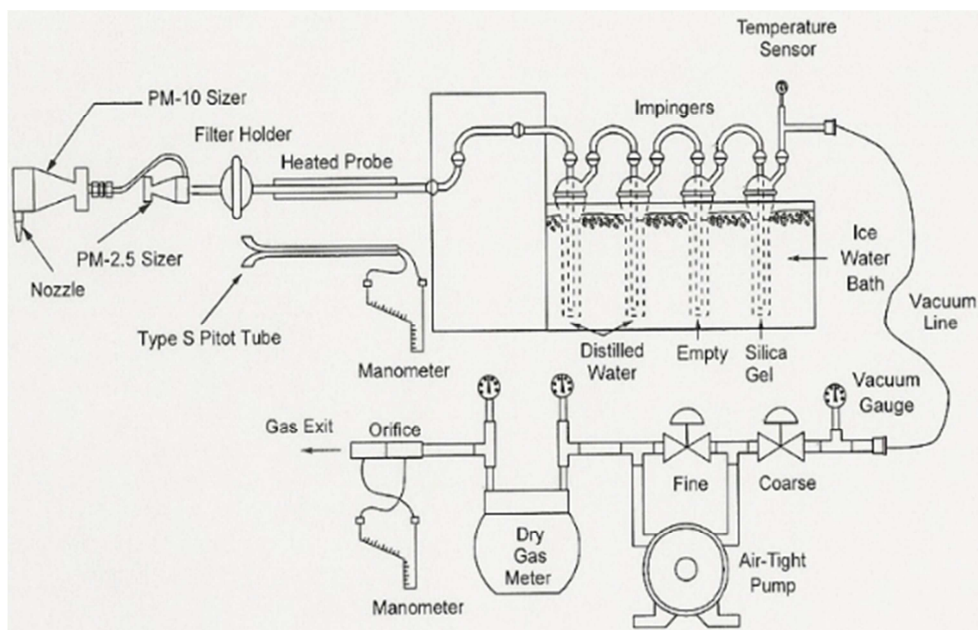 Temperature
Sensor
PM-10 Sizer
Impingers
Filter Holder
Heated Probe
PM-2.5 Sizer
Nozzle
Ice
Water
Bath
Type S Pitot Tube
Vacuum
Line
Distilled
Water
Empty
Silica
Gel
Manometer
Vacuum
Gauge
Gas Exit
Orifice
Fine
Coarse
Dry
Gas
Meter
Air-Tight
Pump
Manometer